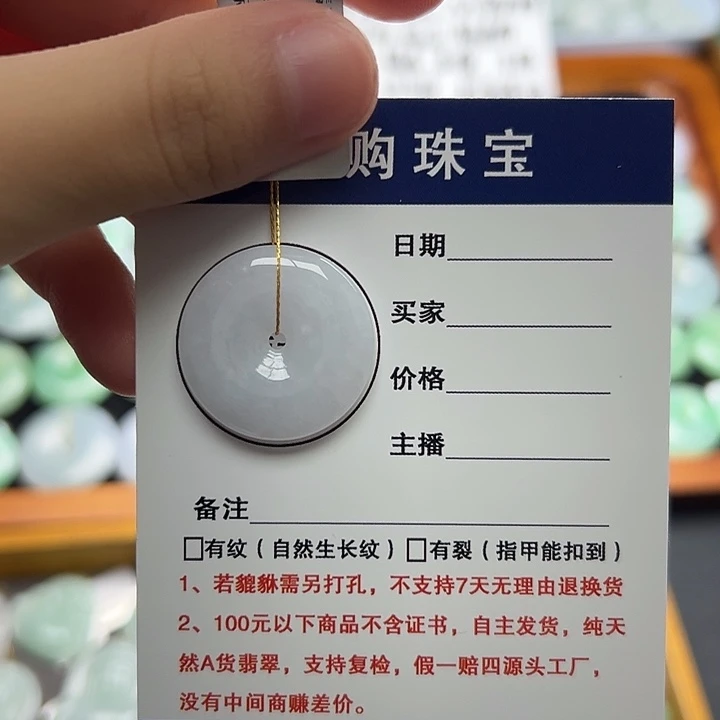 购珠宝
日期
买家
价格
主播
备注
□有纹（自然生长纹）□有裂（指甲能扣到）
1、若貔貅需另打孔，不支持7天无理由退换货
2、100元以下商品不含证书，自主发货，纯天
然A货翡翠，支持复检，假一赔四源头工厂，
没有中间商赚差价。